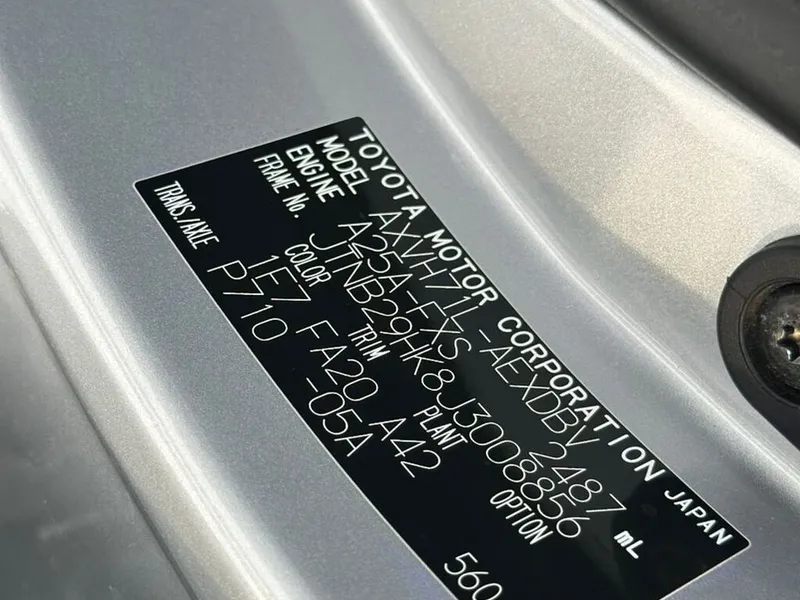 TOYOTA MOTOR CORPORATION JAPAN
MODEL AXVH71L-AEXDBV
ENGINE A25A-FXS 2487 mL
FRAME No. JTNB29HK8J3008856
COLOR TRIM PLANT OPTION
1F7 FA20 A42
TRANS./AXLE P710 -05A
560